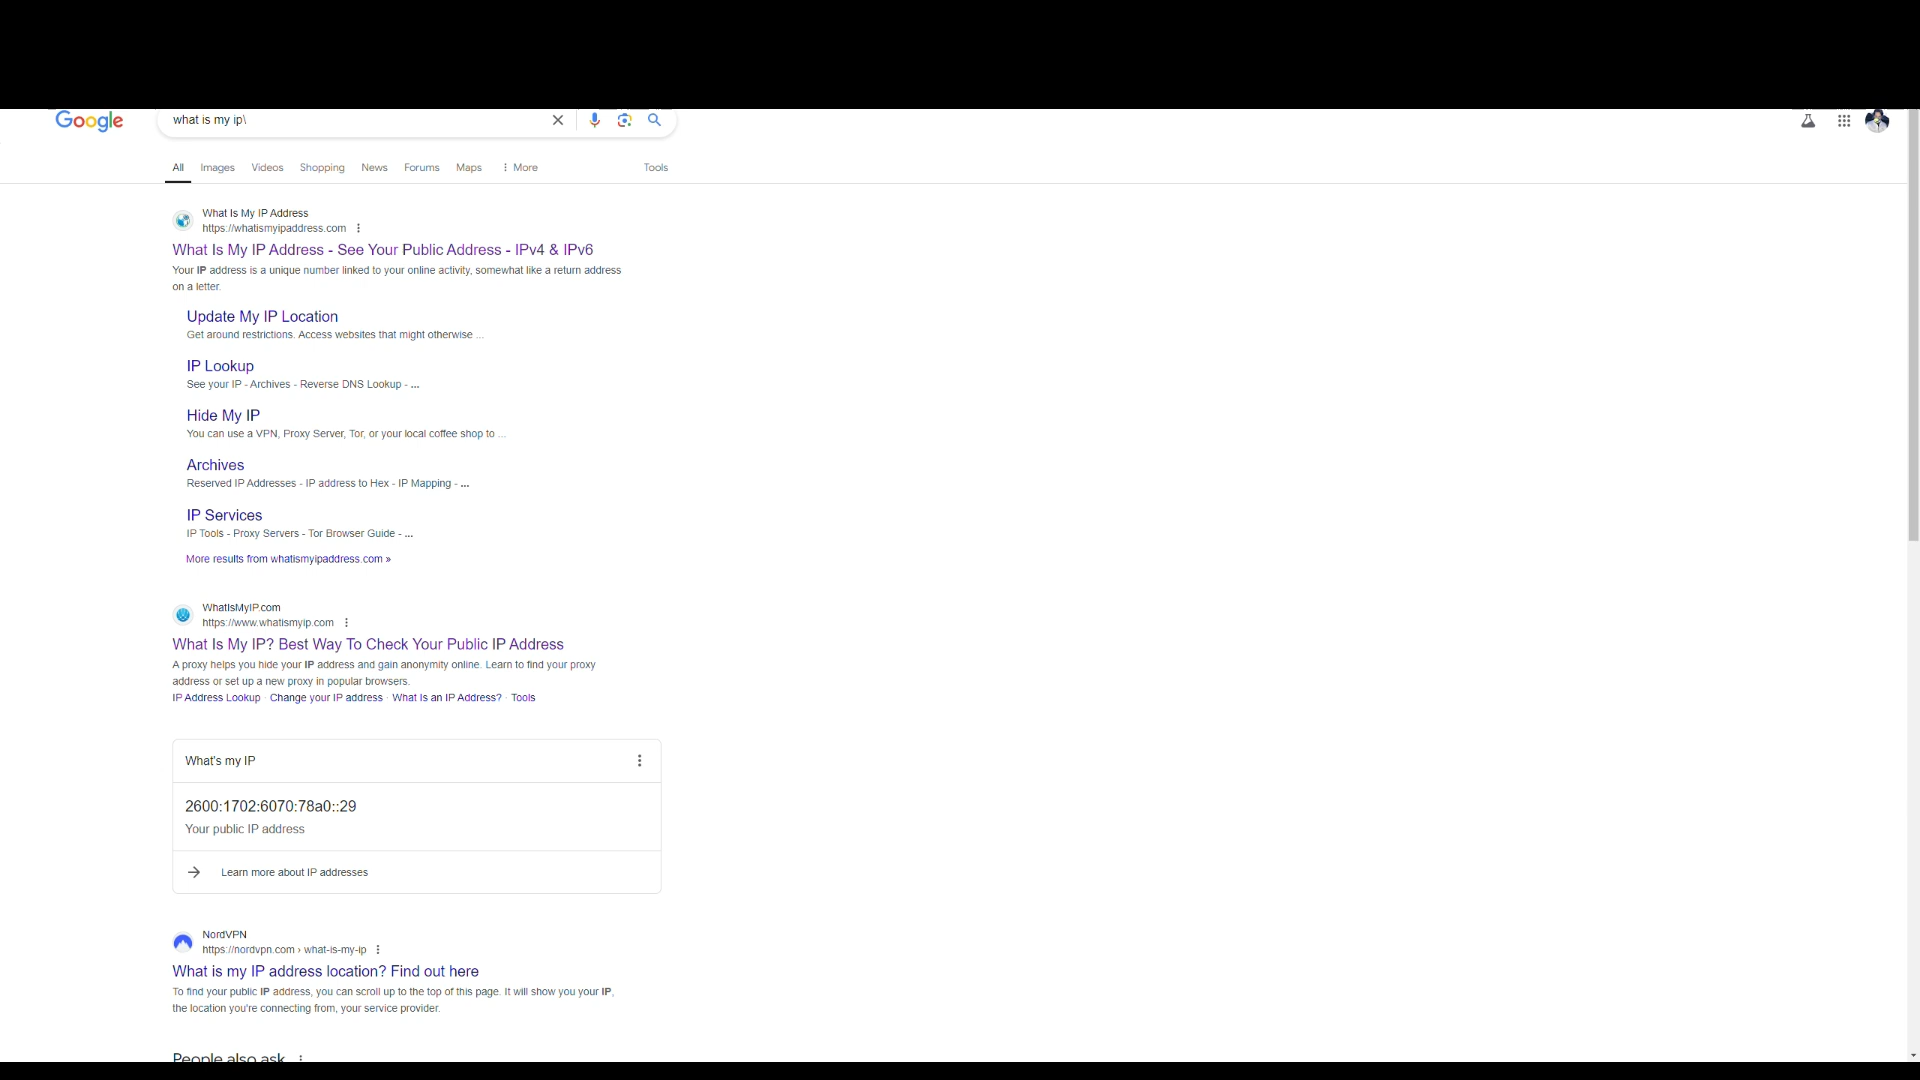 Google
what is my ip\
All Images Videos Shopping News Forums Maps More Tools
What Is My IP Address
https://whatismyipaddress.com
What Is My IP Address - See Your Public Address - IPv4 & IPv6
Your IP address is a unique number linked to your online activity, somewhat like a return address
on a letter.
Update My IP Location
Get around restrictions. Access websites that might otherwise ...
IP Lookup
See your IP - Archives - Reverse DNS Lookup - ...
Hide My IP
You can use a VPN, Proxy Server, Tor, or your local coffee shop to ...
Archives
Reserved IP Addresses - IP address to Hex - IP Mapping - ...
IP Services
IP Tools - Proxy Servers - Tor Browser Guide - ...
More results from whatismyipaddress.com »
WhatIsMyIP.com
https://www.whatismyip.com
What Is My IP? Best Way To Check Your Public IP Address
A proxy helps you hide your IP address and gain anonymity online. Learn to find your proxy
address or set up a new proxy in popular browsers.
IP Address Lookup · Change your IP address · What Is an IP Address? · Tools
What's my IP
2600:1702:6070:78a0::29
Your public IP address
Learn more about IP addresses
NordVPN
https://nordvpn.com › what-is-my-ip
What is my IP address location? Find out here
To find your public IP address, you can scroll up to the top of this page. It will show you your IP,
the location you're connecting from, your service provider.
People also ask